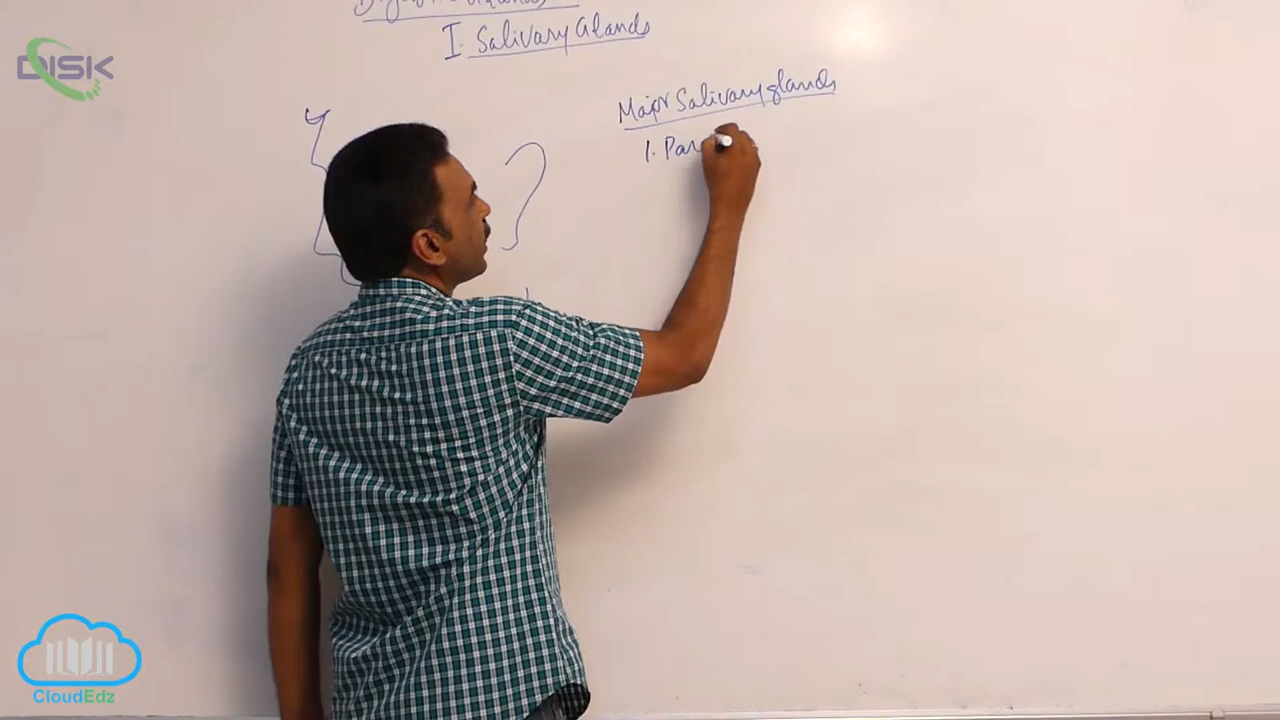 DISK
I. Salivary Glands
Major Salivary glands
1. Par
CloudEdz